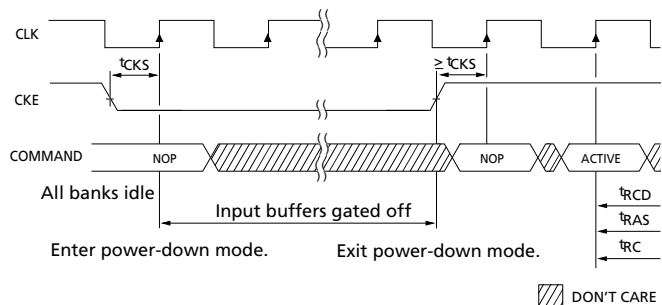 CLK
tCKS
≥ tCKS
CKE
COMMAND
NOP
NOP
ACTIVE
All banks idle
tRCD
Input buffers gated off
tRAS
Enter power-down mode.
Exit power-down mode.
tRC
DON'T CARE